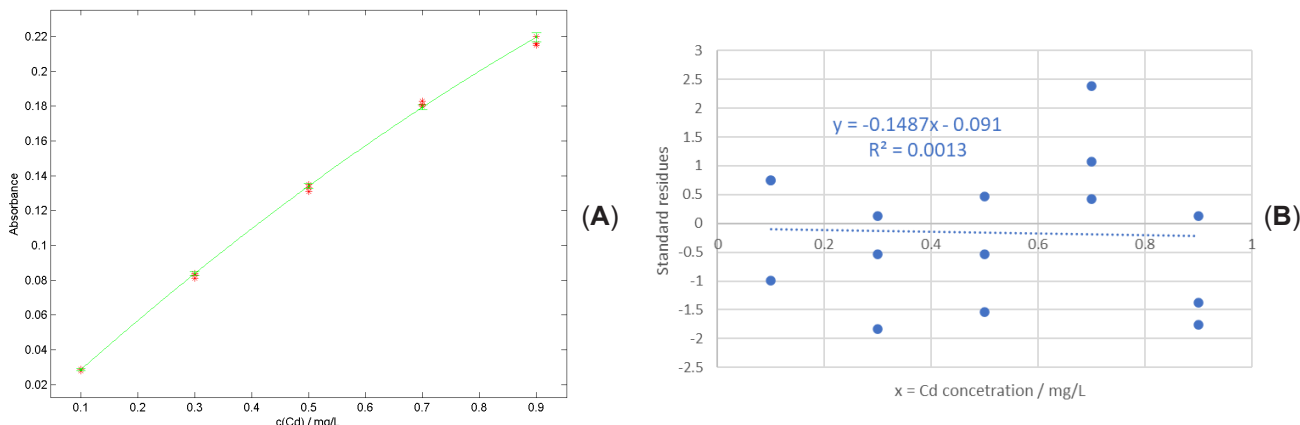 0.22
0.2
0.18
0.16
0.14
0.12
0.1
0.08
0.06
0.04
0.02
Absorbance
0.1 0.2 0.3 0.4 0.5 0.6 0.7 0.8 0.9
c(Cd) / mg/L
(A)
3
2.5
2
1.5
1
0.5
0
-0.5
-1
-1.5
-2
-2.5
Standard residues
y = -0.1487x - 0.091
R² = 0.0013
0 0.2 0.4 0.6 0.8 1
x = Cd concetration / mg/L
(B)